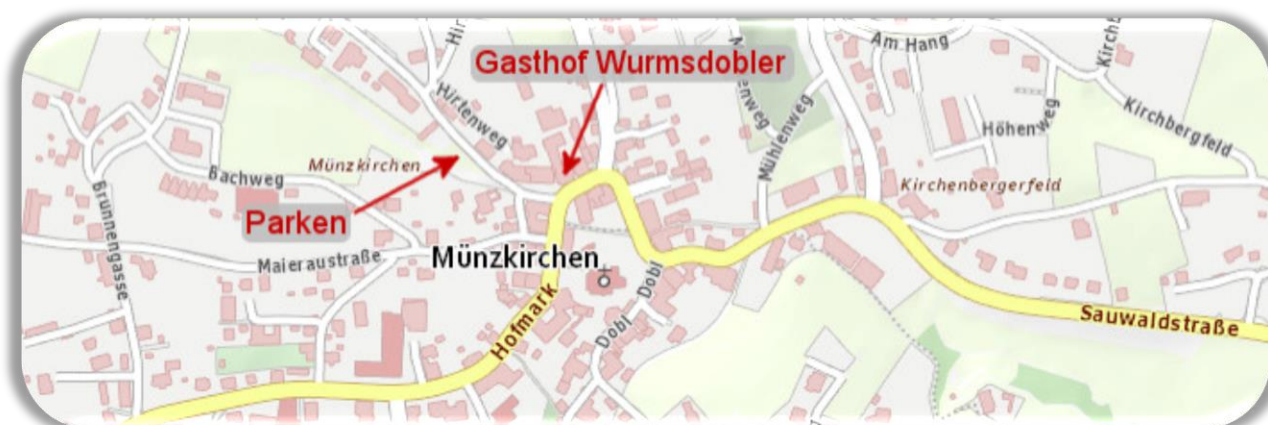 Am Hang
Gasthof Wurmsdobler
Hirtenweg
Mühlenweg
Kirchbergfeld
Höhenweg
Münzkirchen
Bachweg
Kirchenbergerfeld
Parken
Brunnengasse
Maieraustraße
Münzkirchen
Dobl
Hofmark
Dobl
Sauwaldstraße